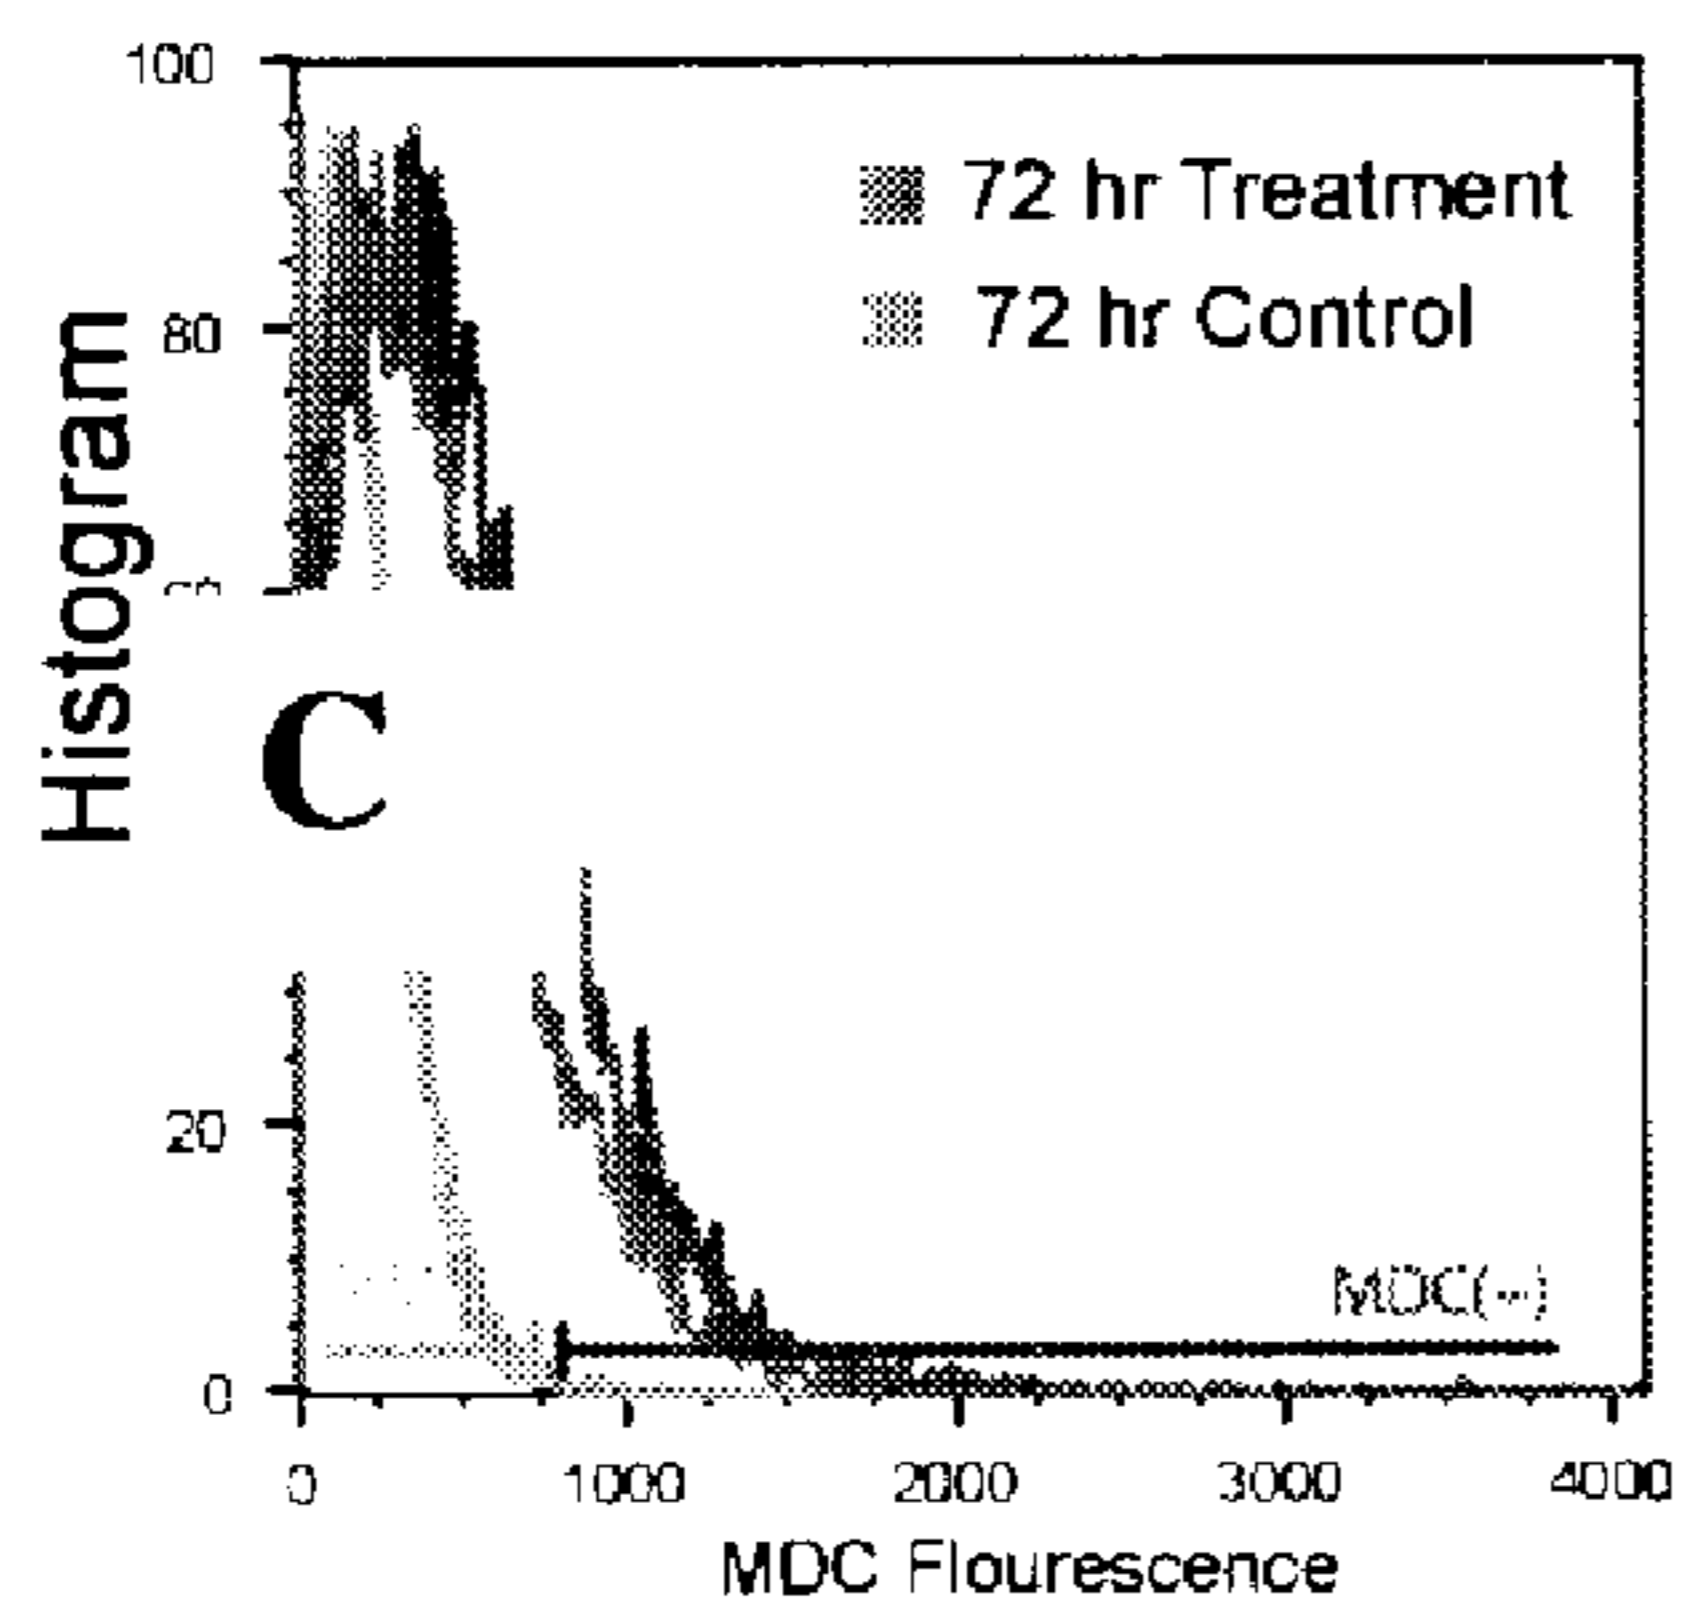 100
72 hr Treatment
72 hr Control
80
Histogram
C
20
MDC(
0
0 1000 2000 3000 4000
MDC Flourescence